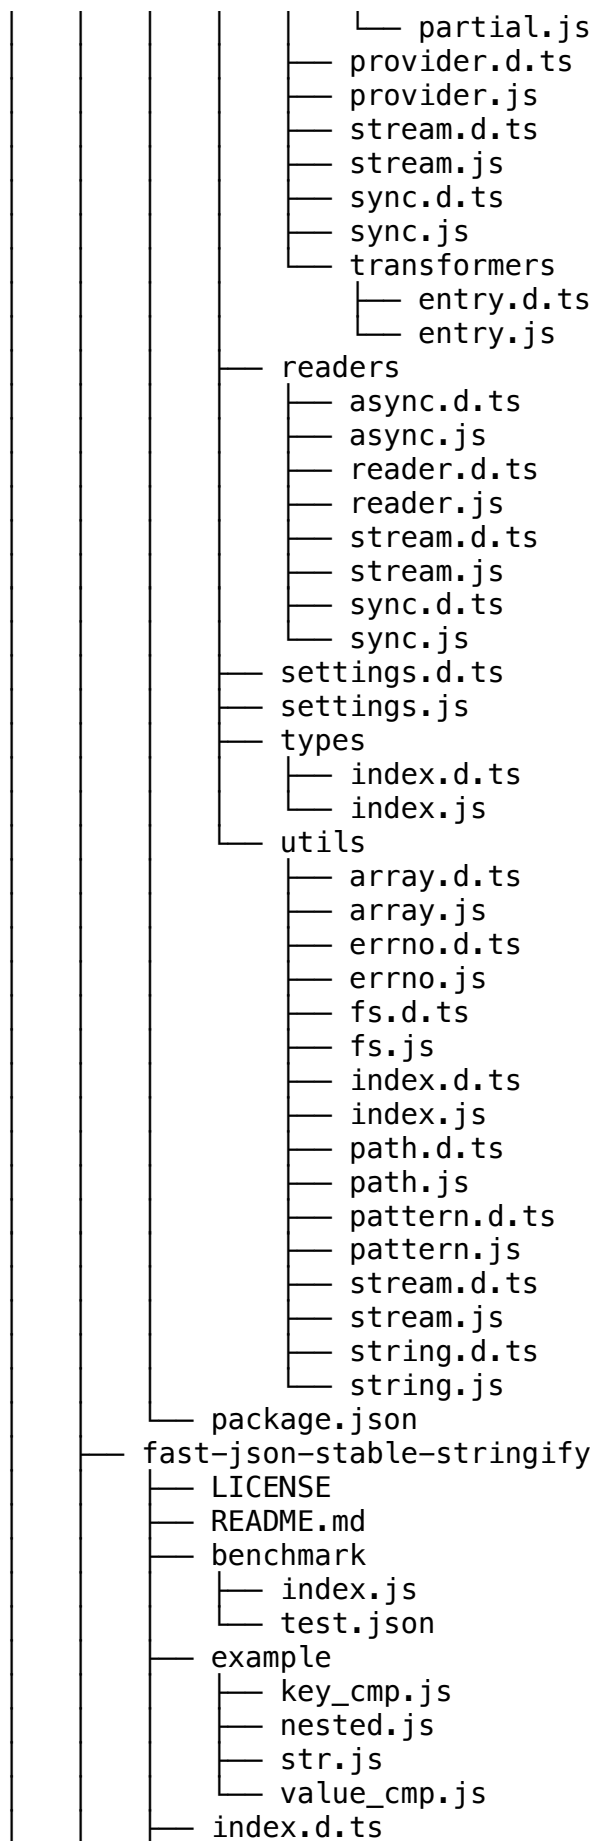 │   │   │   │   │   └── partial.js
│   │   │   │   ├── provider.d.ts
│   │   │   │   ├── provider.js
│   │   │   │   ├── stream.d.ts
│   │   │   │   ├── stream.js
│   │   │   │   ├── sync.d.ts
│   │   │   │   ├── sync.js
│   │   │   │   └── transformers
│   │   │   │       ├── entry.d.ts
│   │   │   │       └── entry.js
│   │   │   ├── readers
│   │   │   │   ├── async.d.ts
│   │   │   │   ├── async.js
│   │   │   │   ├── reader.d.ts
│   │   │   │   ├── reader.js
│   │   │   │   ├── stream.d.ts
│   │   │   │   ├── stream.js
│   │   │   │   ├── sync.d.ts
│   │   │   │   └── sync.js
│   │   │   ├── settings.d.ts
│   │   │   ├── settings.js
│   │   │   ├── types
│   │   │   │   ├── index.d.ts
│   │   │   │   └── index.js
│   │   │   └── utils
│   │   │       ├── array.d.ts
│   │   │       ├── array.js
│   │   │       ├── errno.d.ts
│   │   │       ├── errno.js
│   │   │       ├── fs.d.ts
│   │   │       ├── fs.js
│   │   │       ├── index.d.ts
│   │   │       ├── index.js
│   │   │       ├── path.d.ts
│   │   │       ├── path.js
│   │   │       ├── pattern.d.ts
│   │   │       ├── pattern.js
│   │   │       ├── stream.d.ts
│   │   │       ├── stream.js
│   │   │       ├── string.d.ts
│   │   │       └── string.js
│   │   └── package.json
│   ├── fast-json-stable-stringify
│   │   ├── LICENSE
│   │   ├── README.md
│   │   ├── benchmark
│   │   │   ├── index.js
│   │   │   └── test.json
│   │   ├── example
│   │   │   ├── key_cmp.js
│   │   │   ├── nested.js
│   │   │   ├── str.js
│   │   │   └── value_cmp.js
│   │   ├── index.d.ts